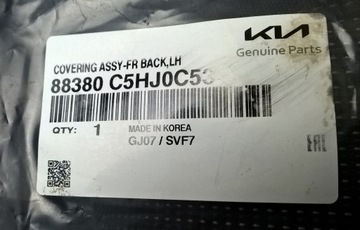 KIA
Genuine Parts
COVERING ASSY-FR BACK,LH
88380 C5HJ0C53
QTY: 1
MADE IN KOREA
GJ07 / SVF7
EAC